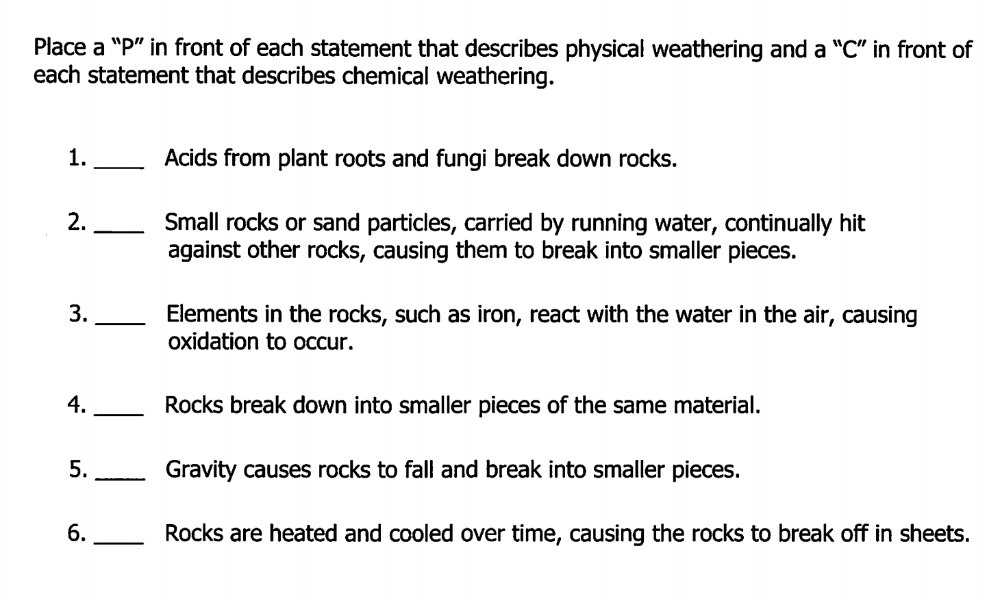 Place a "P" in front of each statement that describes physical weathering and a "C" in front of
each statement that describes chemical weathering.
1. ____ Acids from plant roots and fungi break down rocks.
2. ____ Small rocks or sand particles, carried by running water, continually hit
against other rocks, causing them to break into smaller pieces.
3. ____ Elements in the rocks, such as iron, react with the water in the air, causing
oxidation to occur.
4. ____ Rocks break down into smaller pieces of the same material.
5. ____ Gravity causes rocks to fall and break into smaller pieces.
6. ____ Rocks are heated and cooled over time, causing the rocks to break off in sheets.